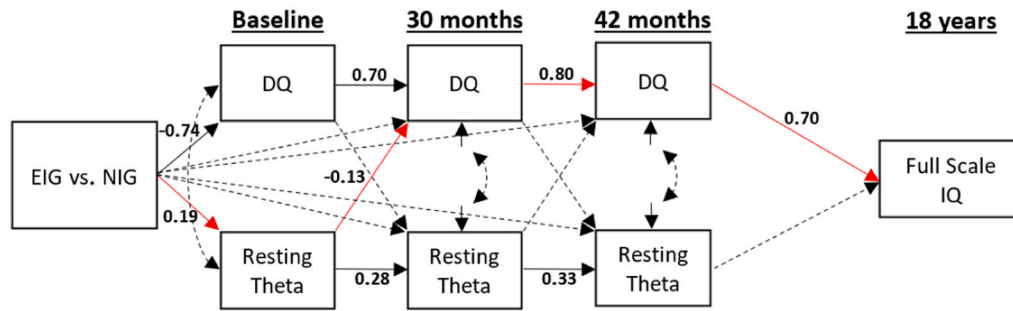 Baseline
30 months
42 months
18 years
DQ
0.70
DQ
0.80
DQ
-0.74
0.70
EIG vs. NIG
-0.13
Full Scale
IQ
0.19
Resting
Theta
0.28
Resting
Theta
0.33
Resting
Theta